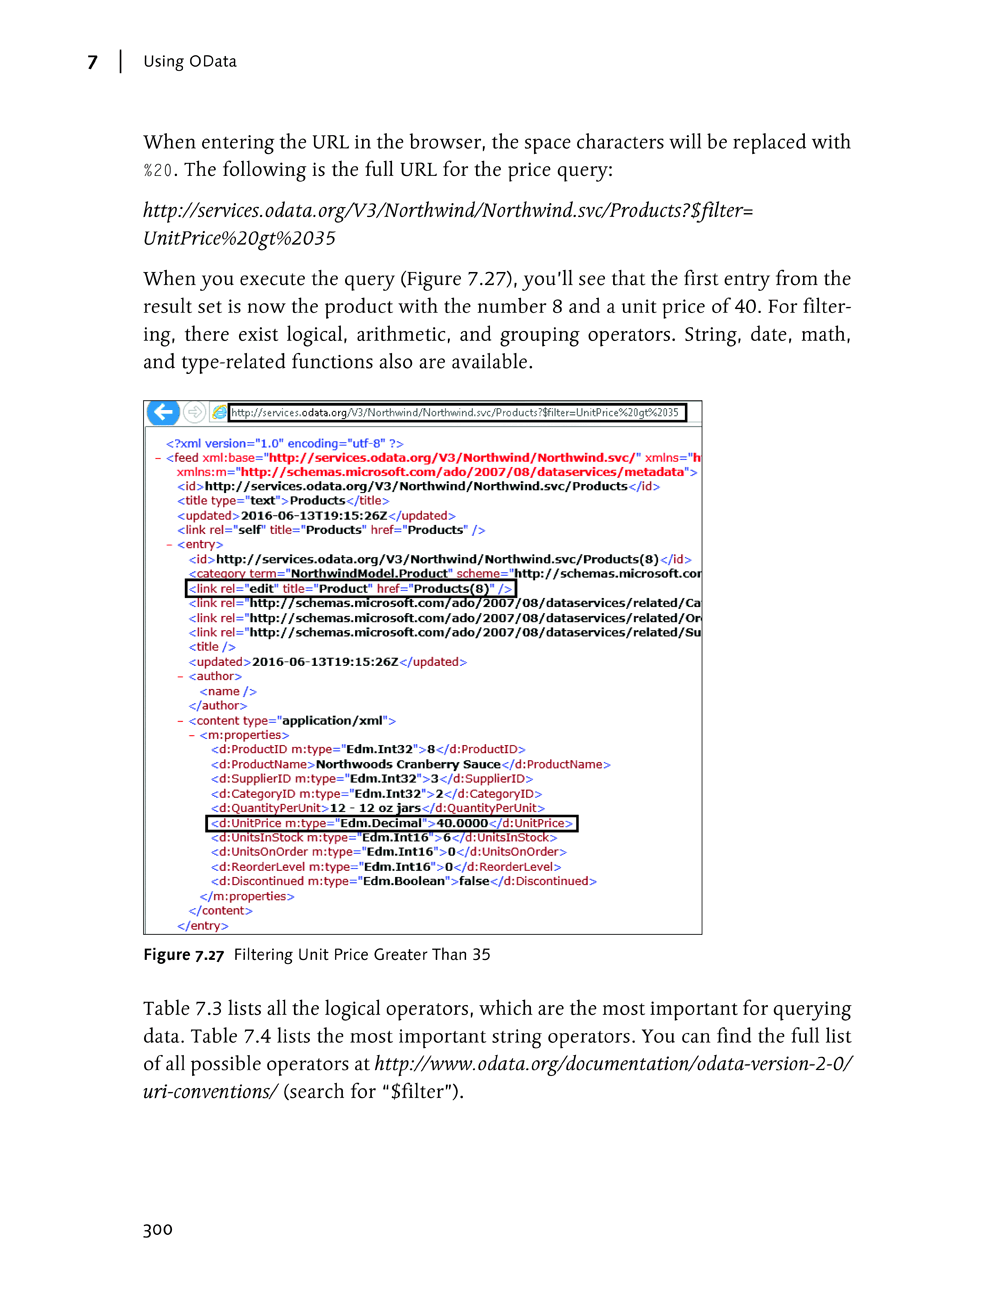 7 | Using OData
When entering the URL in the browser, the space characters will be replaced with
%20. The following is the full URL for the price query:
http://services.odata.org/V3/Northwind/Northwind.svc/Products?$filter=
UnitPrice%20gt%2035
When you execute the query (Figure 7.27), you'll see that the first entry from the
result set is now the product with the number 8 and a unit price of 40. For filter-
ing, there exist logical, arithmetic, and grouping operators. String, date, math,
and type-related functions also are available.
http://services.odata.org/V3/Northwind/Northwind.svc/Products?$filter=UnitPrice%20gt%2035
<?xml version="1.0" encoding="utf-8" ?>
- <feed xml:base="http://services.odata.org/V3/Northwind/Northwind.svc/" xmlns="h
xmlns:m="http://schemas.microsoft.com/ado/2007/08/dataservices/metadata">
<id>http://services.odata.org/V3/Northwind/Northwind.svc/Products</id>
<title type="text">Products</title>
<updated>2016-06-13T19:15:26Z</updated>
<link rel="self" title="Products" href="Products" />
- <entry>
<id>http://services.odata.org/V3/Northwind/Northwind.svc/Products(8)</id>
<category term="NorthwindModel.Product" scheme="http://schemas.microsoft.cor
<link rel="edit" title="Product" href="Products(8)" />
<link rel="http://schemas.microsoft.com/ado/2007/08/dataservices/related/Ca
<link rel="http://schemas.microsoft.com/ado/2007/08/dataservices/related/Or
<link rel="http://schemas.microsoft.com/ado/2007/08/dataservices/related/Su
<title />
<updated>2016-06-13T19:15:26Z</updated>
- <author>
<name />
</author>
- <content type="application/xml">
- <m:properties>
<d:ProductID m:type="Edm.Int32">8</d:ProductID>
<d:ProductName>Northwoods Cranberry Sauce</d:ProductName>
<d:SupplierID m:type="Edm.Int32">3</d:SupplierID>
<d:CategoryID m:type="Edm.Int32">2</d:CategoryID>
<d:QuantityPerUnit>12 - 12 oz jars</d:QuantityPerUnit>
<d:UnitPrice m:type="Edm.Decimal">40.0000</d:UnitPrice>
<d:UnitsInStock m:type="Edm.Int16">6</d:UnitsInStock>
<d:UnitsOnOrder m:type="Edm.Int16">0</d:UnitsOnOrder>
<d:ReorderLevel m:type="Edm.Int16">0</d:ReorderLevel>
<d:Discontinued m:type="Edm.Boolean">false</d:Discontinued>
</m:properties>
</content>
</entry>
Figure 7.27 Filtering Unit Price Greater Than 35
Table 7.3 lists all the logical operators, which are the most important for querying
data. Table 7.4 lists the most important string operators. You can find the full list
of all possible operators at http://www.odata.org/documentation/odata-version-2-0/
uri-conventions/ (search for "$filter").
300